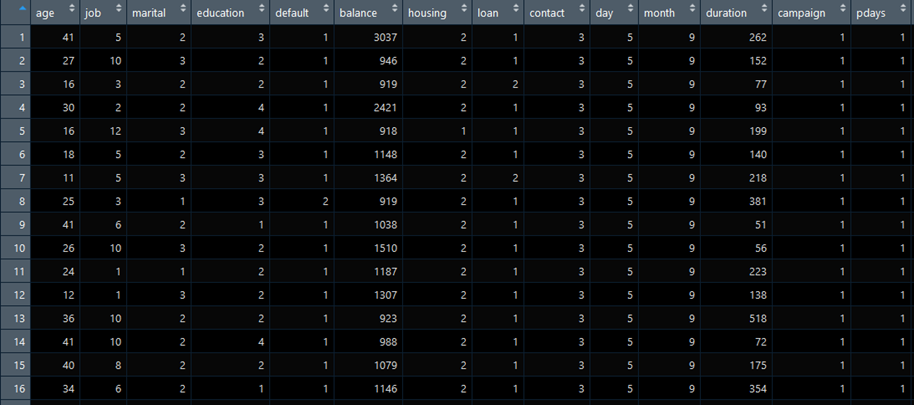 age job marital education default balance housing loan contact day month duration campaign pdays
1 41 5 2 3 1 3037 2 1 3 5 9 262 1 1
2 27 10 3 2 1 946 2 1 3 5 9 152 1 1
3 16 3 2 2 1 919 2 2 3 5 9 77 1 1
4 30 2 2 4 1 2421 2 1 3 5 9 93 1 1
5 16 12 3 4 1 918 1 1 3 5 9 199 1 1
6 18 5 2 3 1 1148 2 1 3 5 9 140 1 1
7 11 5 3 3 1 1364 2 2 3 5 9 218 1 1
8 25 3 1 3 2 919 2 1 3 5 9 381 1 1
9 41 6 2 1 1 1038 2 1 3 5 9 51 1 1
10 26 10 3 2 1 1510 2 1 3 5 9 56 1 1
11 24 1 1 2 1 1187 2 1 3 5 9 223 1 1
12 12 1 3 2 1 1307 2 1 3 5 9 138 1 1
13 36 10 2 2 1 923 2 1 3 5 9 518 1 1
14 41 10 2 4 1 988 2 1 3 5 9 72 1 1
15 40 8 2 2 1 1079 2 1 3 5 9 175 1 1
16 34 6 2 1 1 1146 2 1 3 5 9 354 1 1